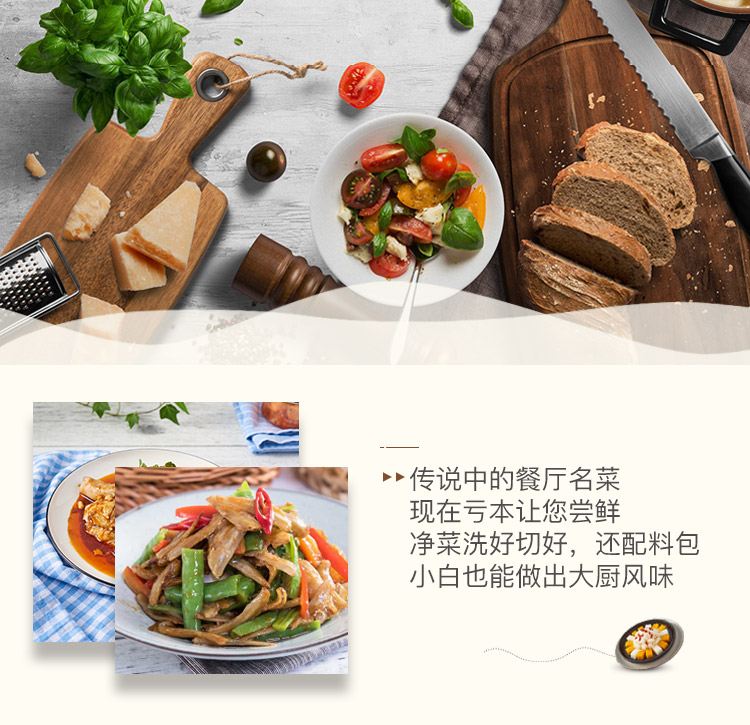 传说中的餐厅名菜
现在亏本让您尝鲜
净菜洗好切好，还配料包
小白也能做出大厨风味